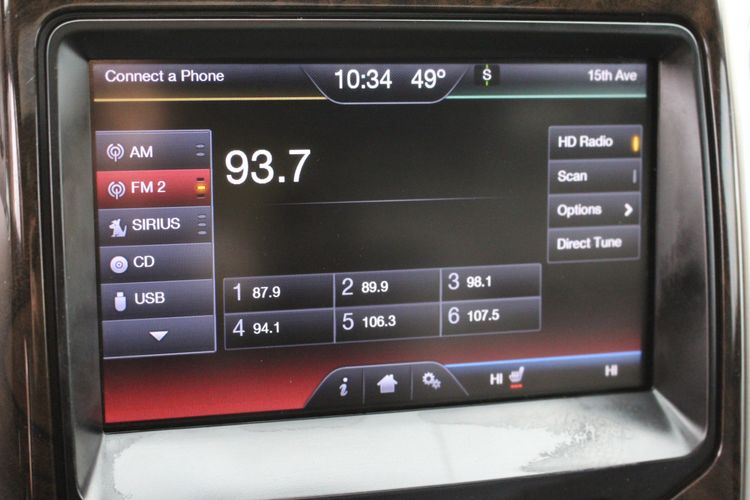 Connect a Phone
10:34 49° S
15th Ave
AM
FM 2
SIRIUS
CD
USB
93.7
HD Radio
Scan
Options
Direct Tune
1 87.9 2 89.9 3 98.1
4 94.1 5 106.3 6 107.5
i
HI
HI